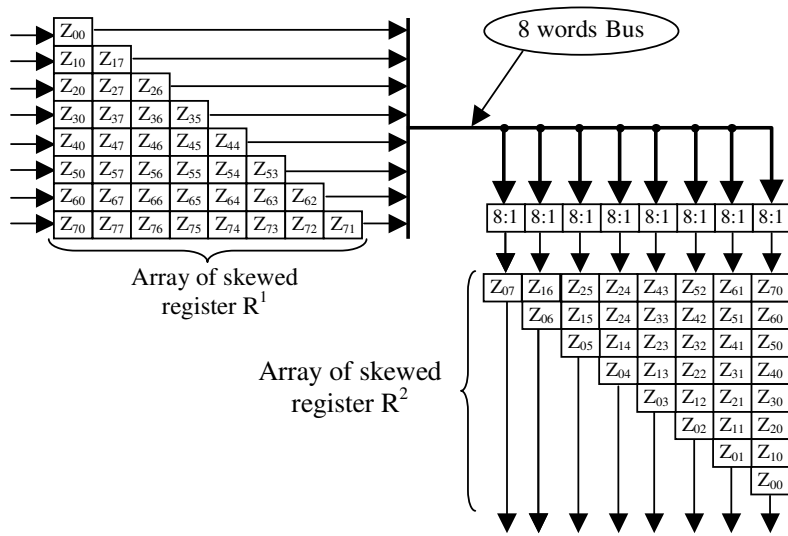 8 words Bus
Z00
Z10 Z17
Z20 Z27 Z26
Z30 Z37 Z36 Z35
Z40 Z47 Z46 Z45 Z44
Z50 Z57 Z56 Z55 Z54 Z53
Z60 Z67 Z66 Z65 Z64 Z63 Z62
Z70 Z77 Z76 Z75 Z74 Z73 Z72 Z71
Array of skewed
register R1
8:1 8:1 8:1 8:1 8:1 8:1 8:1 8:1
Z07 Z16 Z25 Z24 Z43 Z52 Z61 Z70
Z06 Z15 Z24 Z33 Z42 Z51 Z60
Z05 Z14 Z23 Z32 Z41 Z50
Z04 Z13 Z22 Z31 Z40
Z03 Z12 Z21 Z30
Z02 Z11 Z20
Z01 Z10
Z00
Array of skewed
register R2